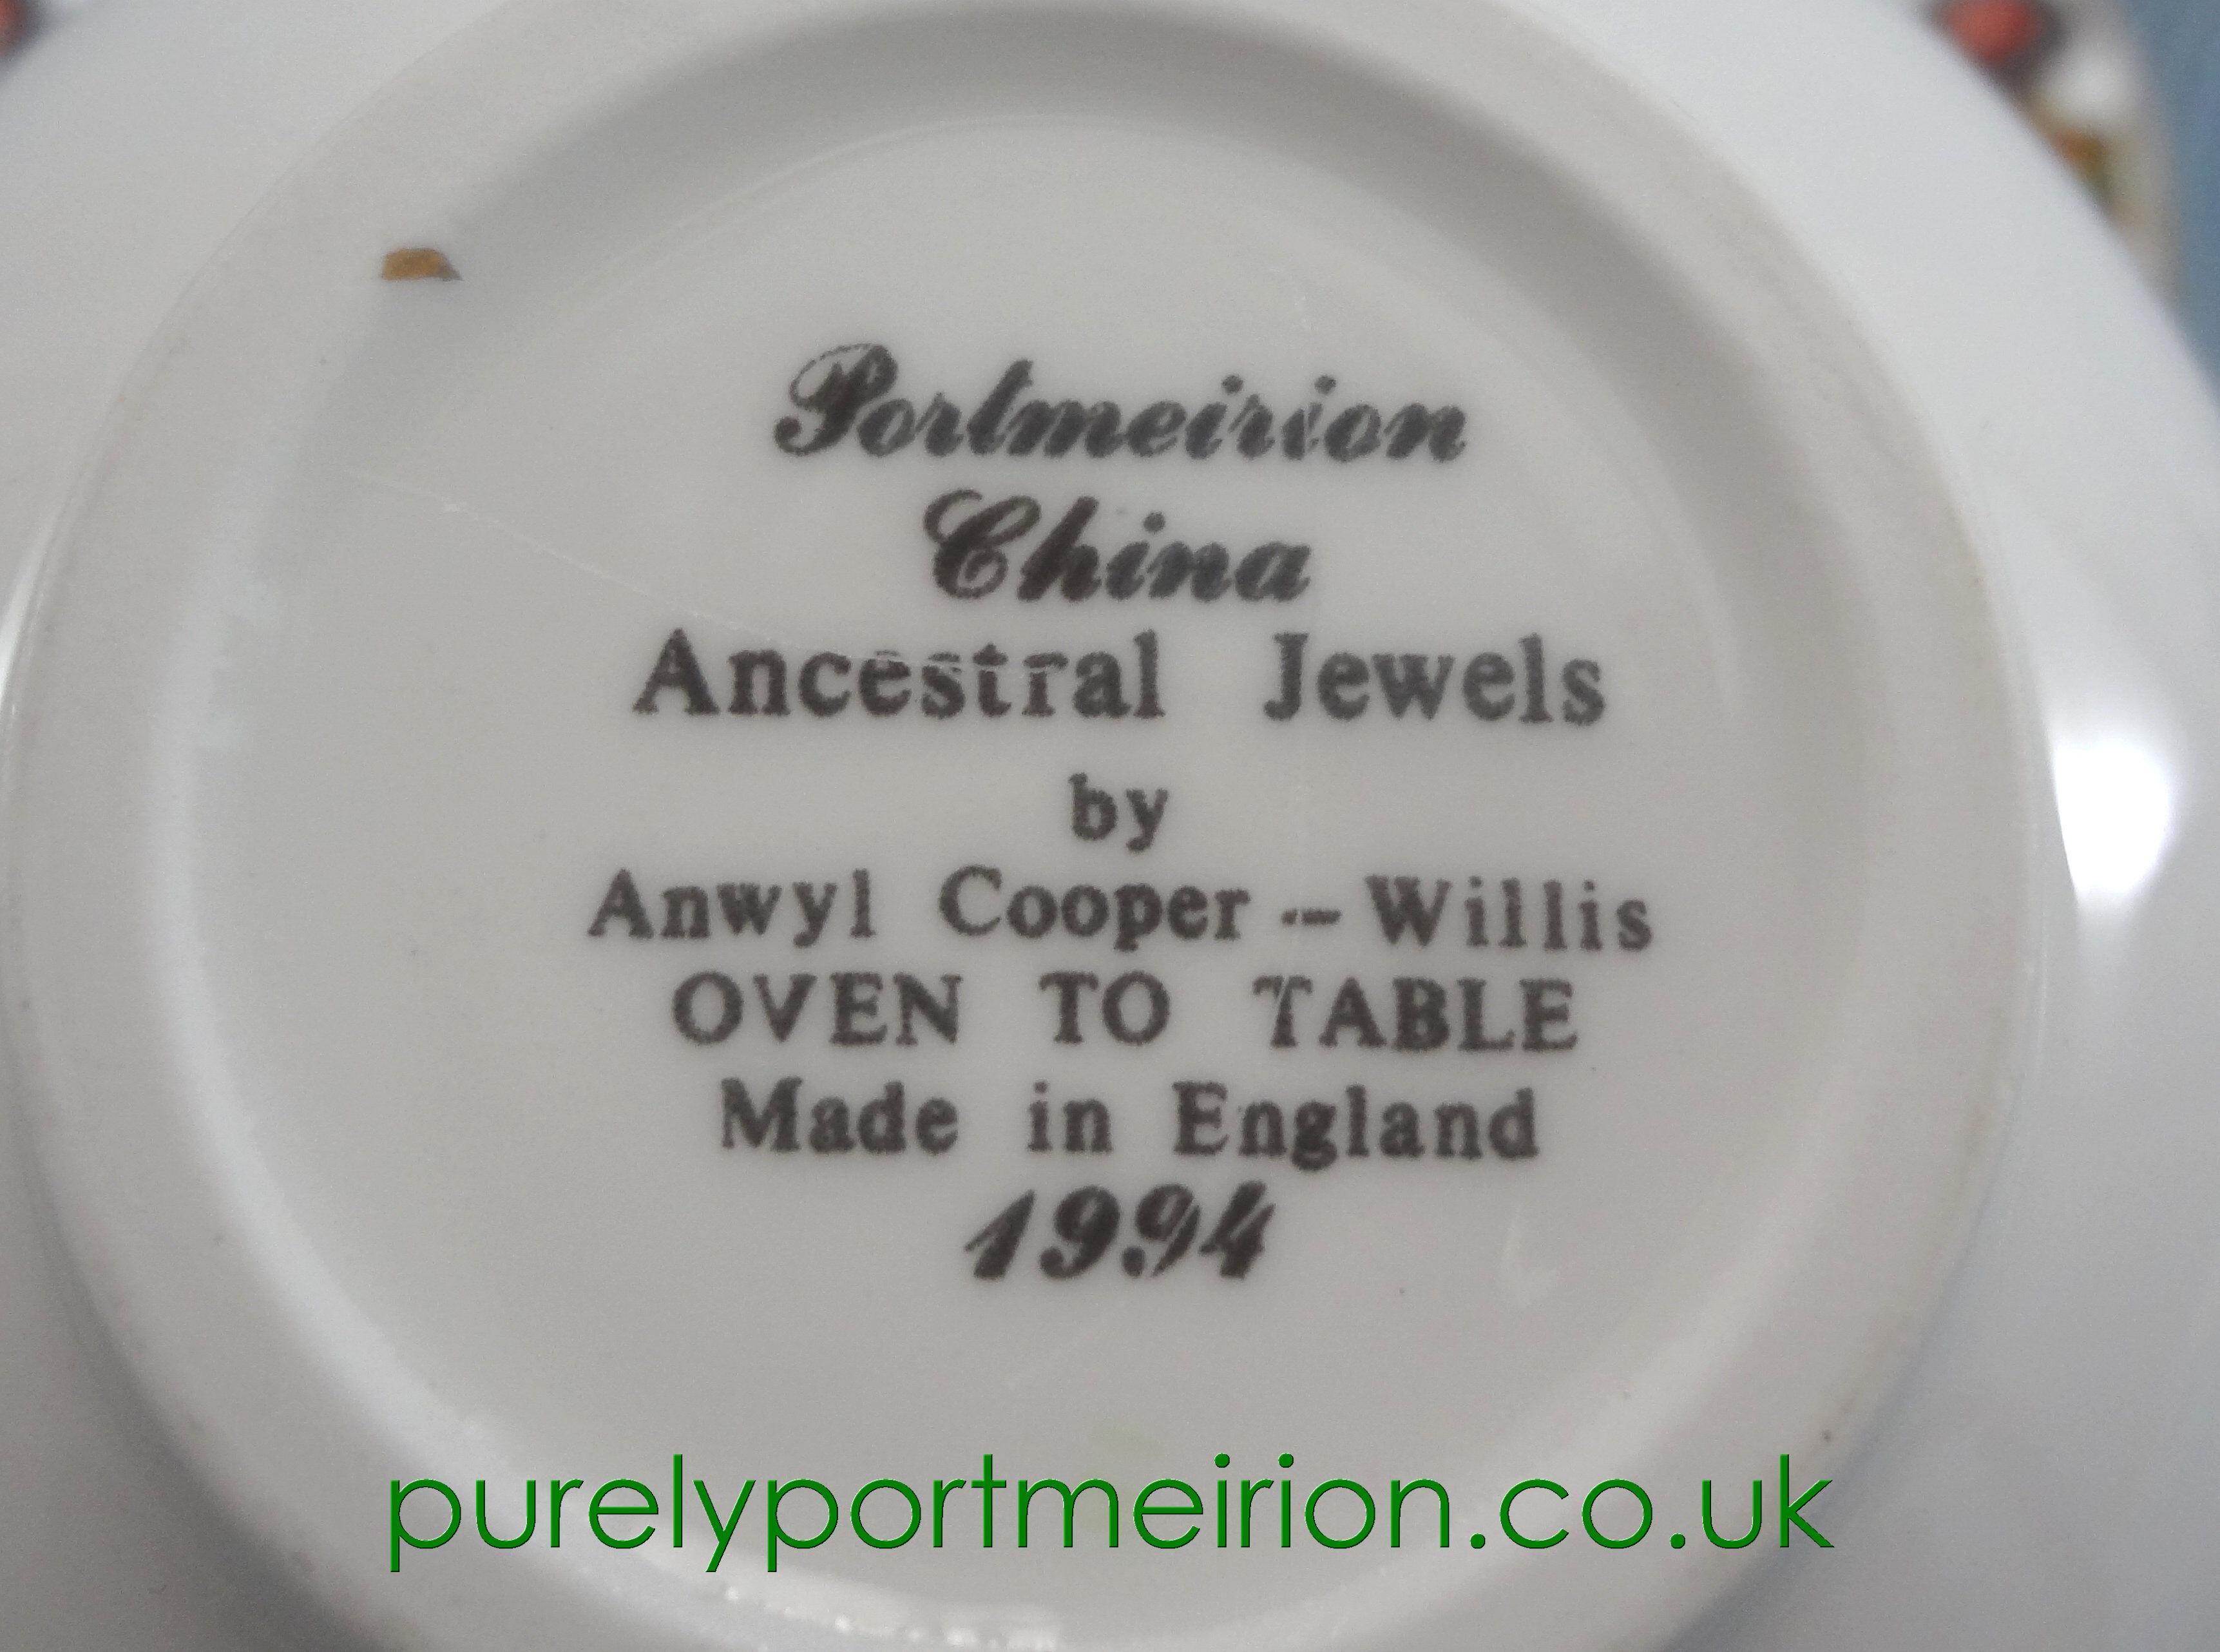 Portmeirion
China
Ancestral Jewels
by
Anwyl Cooper - Willis
OVEN TO TABLE
Made in England
1994
purelyportmeirion.co.uk